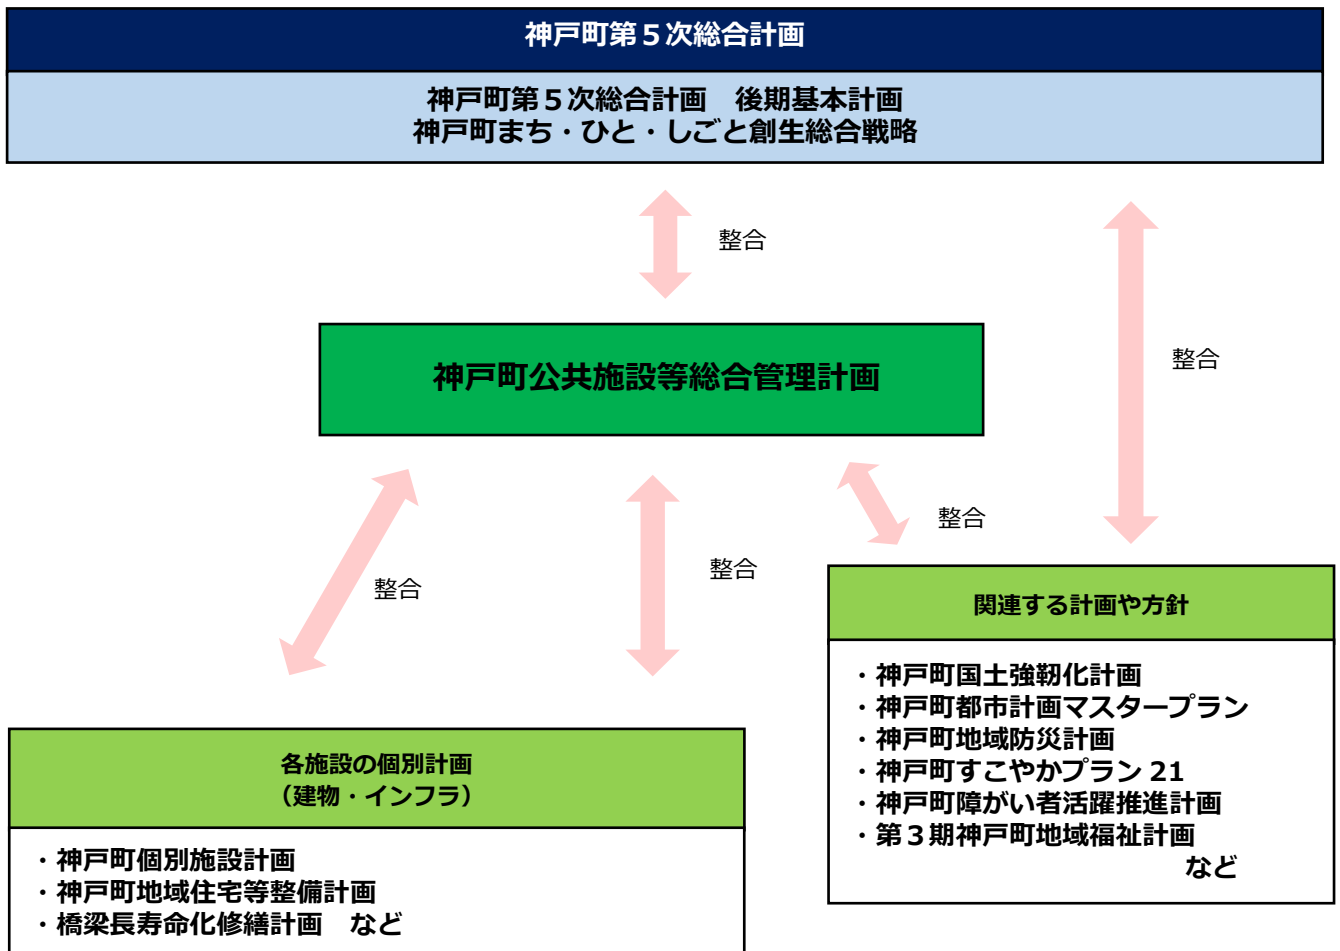 神戸町第５次総合計画
神戸町第５次総合計画　後期基本計画
神戸町まち・ひと・しごと創生総合戦略
整合
整合
神戸町公共施設等総合管理計画
整合
整合
整合
関連する計画や方針
・神戸町国土強靭化計画
・神戸町都市計画マスタープラン
・神戸町地域防災計画
・神戸町すこやかプラン 21
・神戸町障がい者活躍推進計画
・第３期神戸町地域福祉計画
など
各施設の個別計画
（建物・インフラ）
・神戸町個別施設計画
・神戸町地域住宅等整備計画
・橋梁長寿命化修繕計画　など